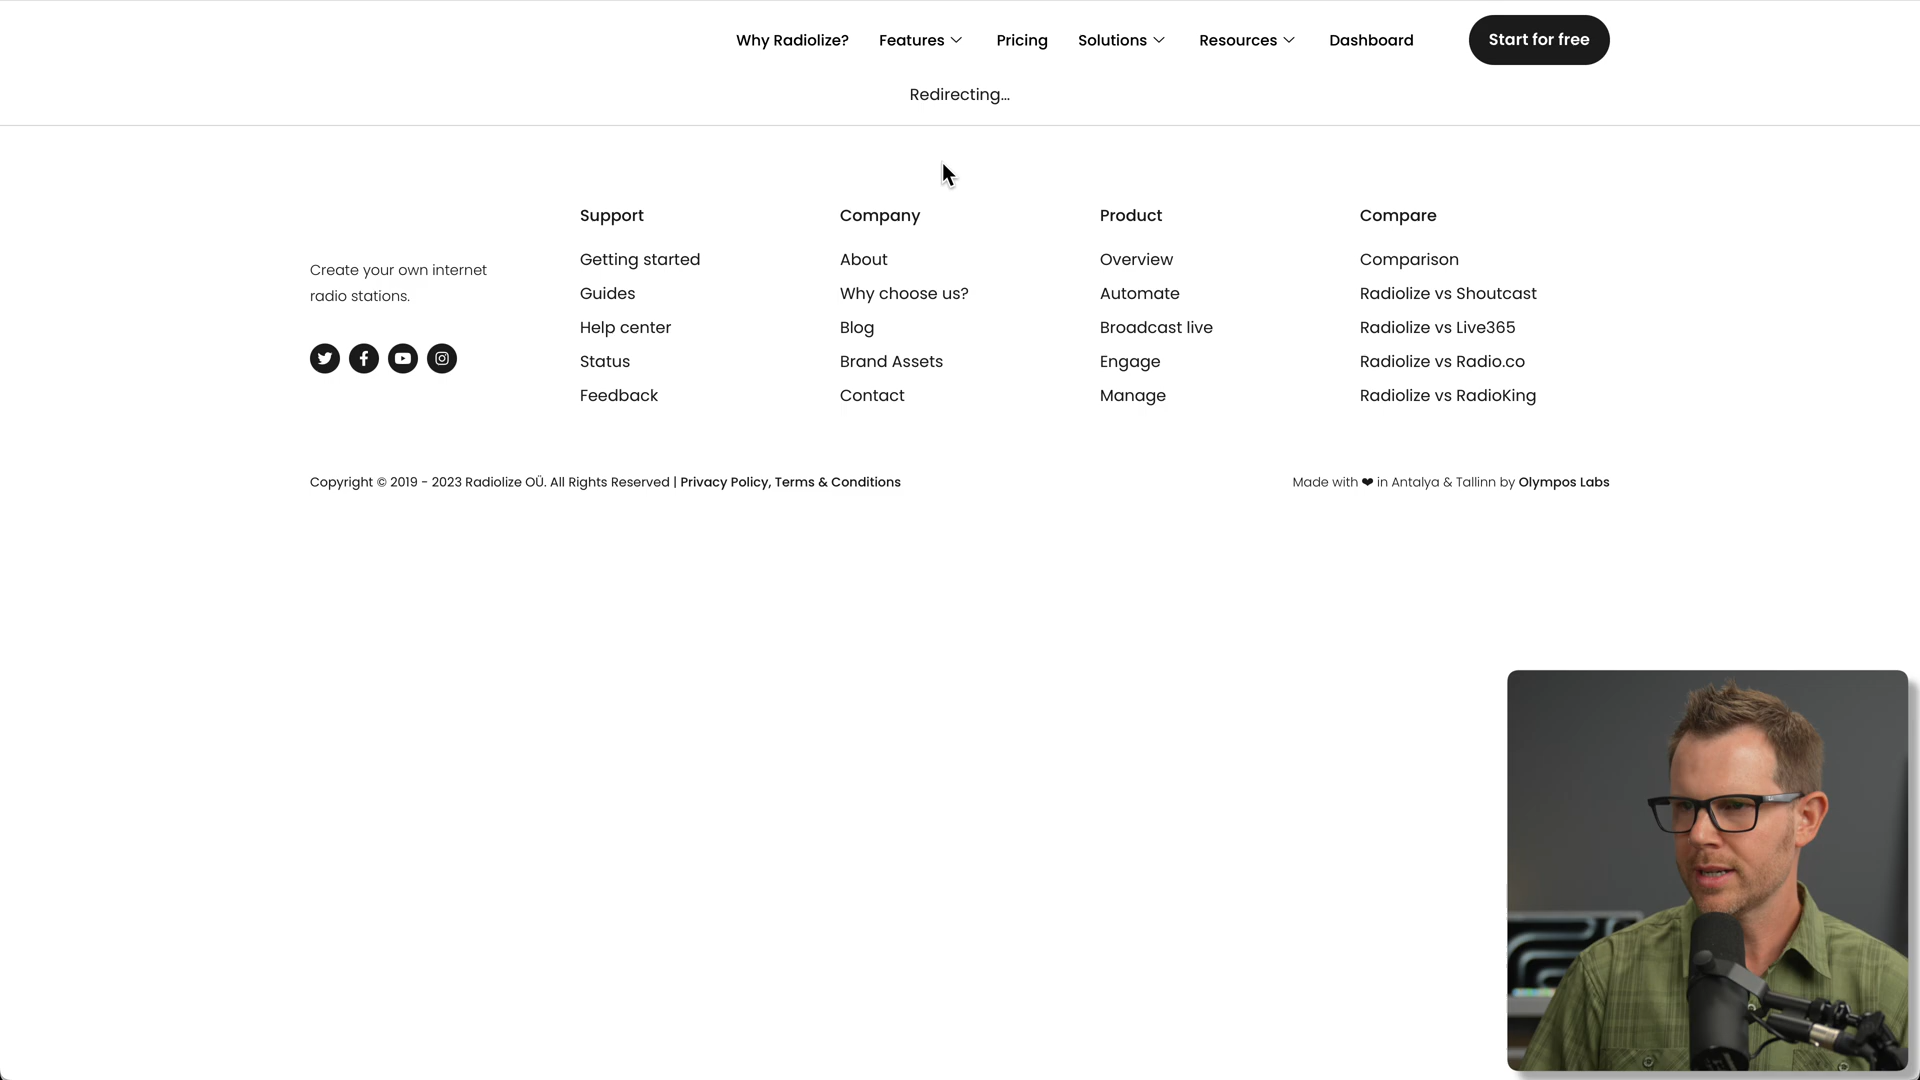 Why Radiolize? Features Pricing Solutions Resources Dashboard Start for free
Redirecting...
Create your own internet
radio stations.
Support
Getting started
Guides
Help center
Status
Feedback
Company
About
Why choose us?
Blog
Brand Assets
Contact
Product
Overview
Automate
Broadcast live
Engage
Manage
Compare
Comparison
Radiolize vs Shoutcast
Radiolize vs Live365
Radiolize vs Radio.co
Radiolize vs RadioKing
Copyright © 2019 - 2023 Radiolize OÜ. All Rights Reserved | Privacy Policy, Terms & Conditions
Made with ❤ in Antalya & Tallinn by Olympos Labs